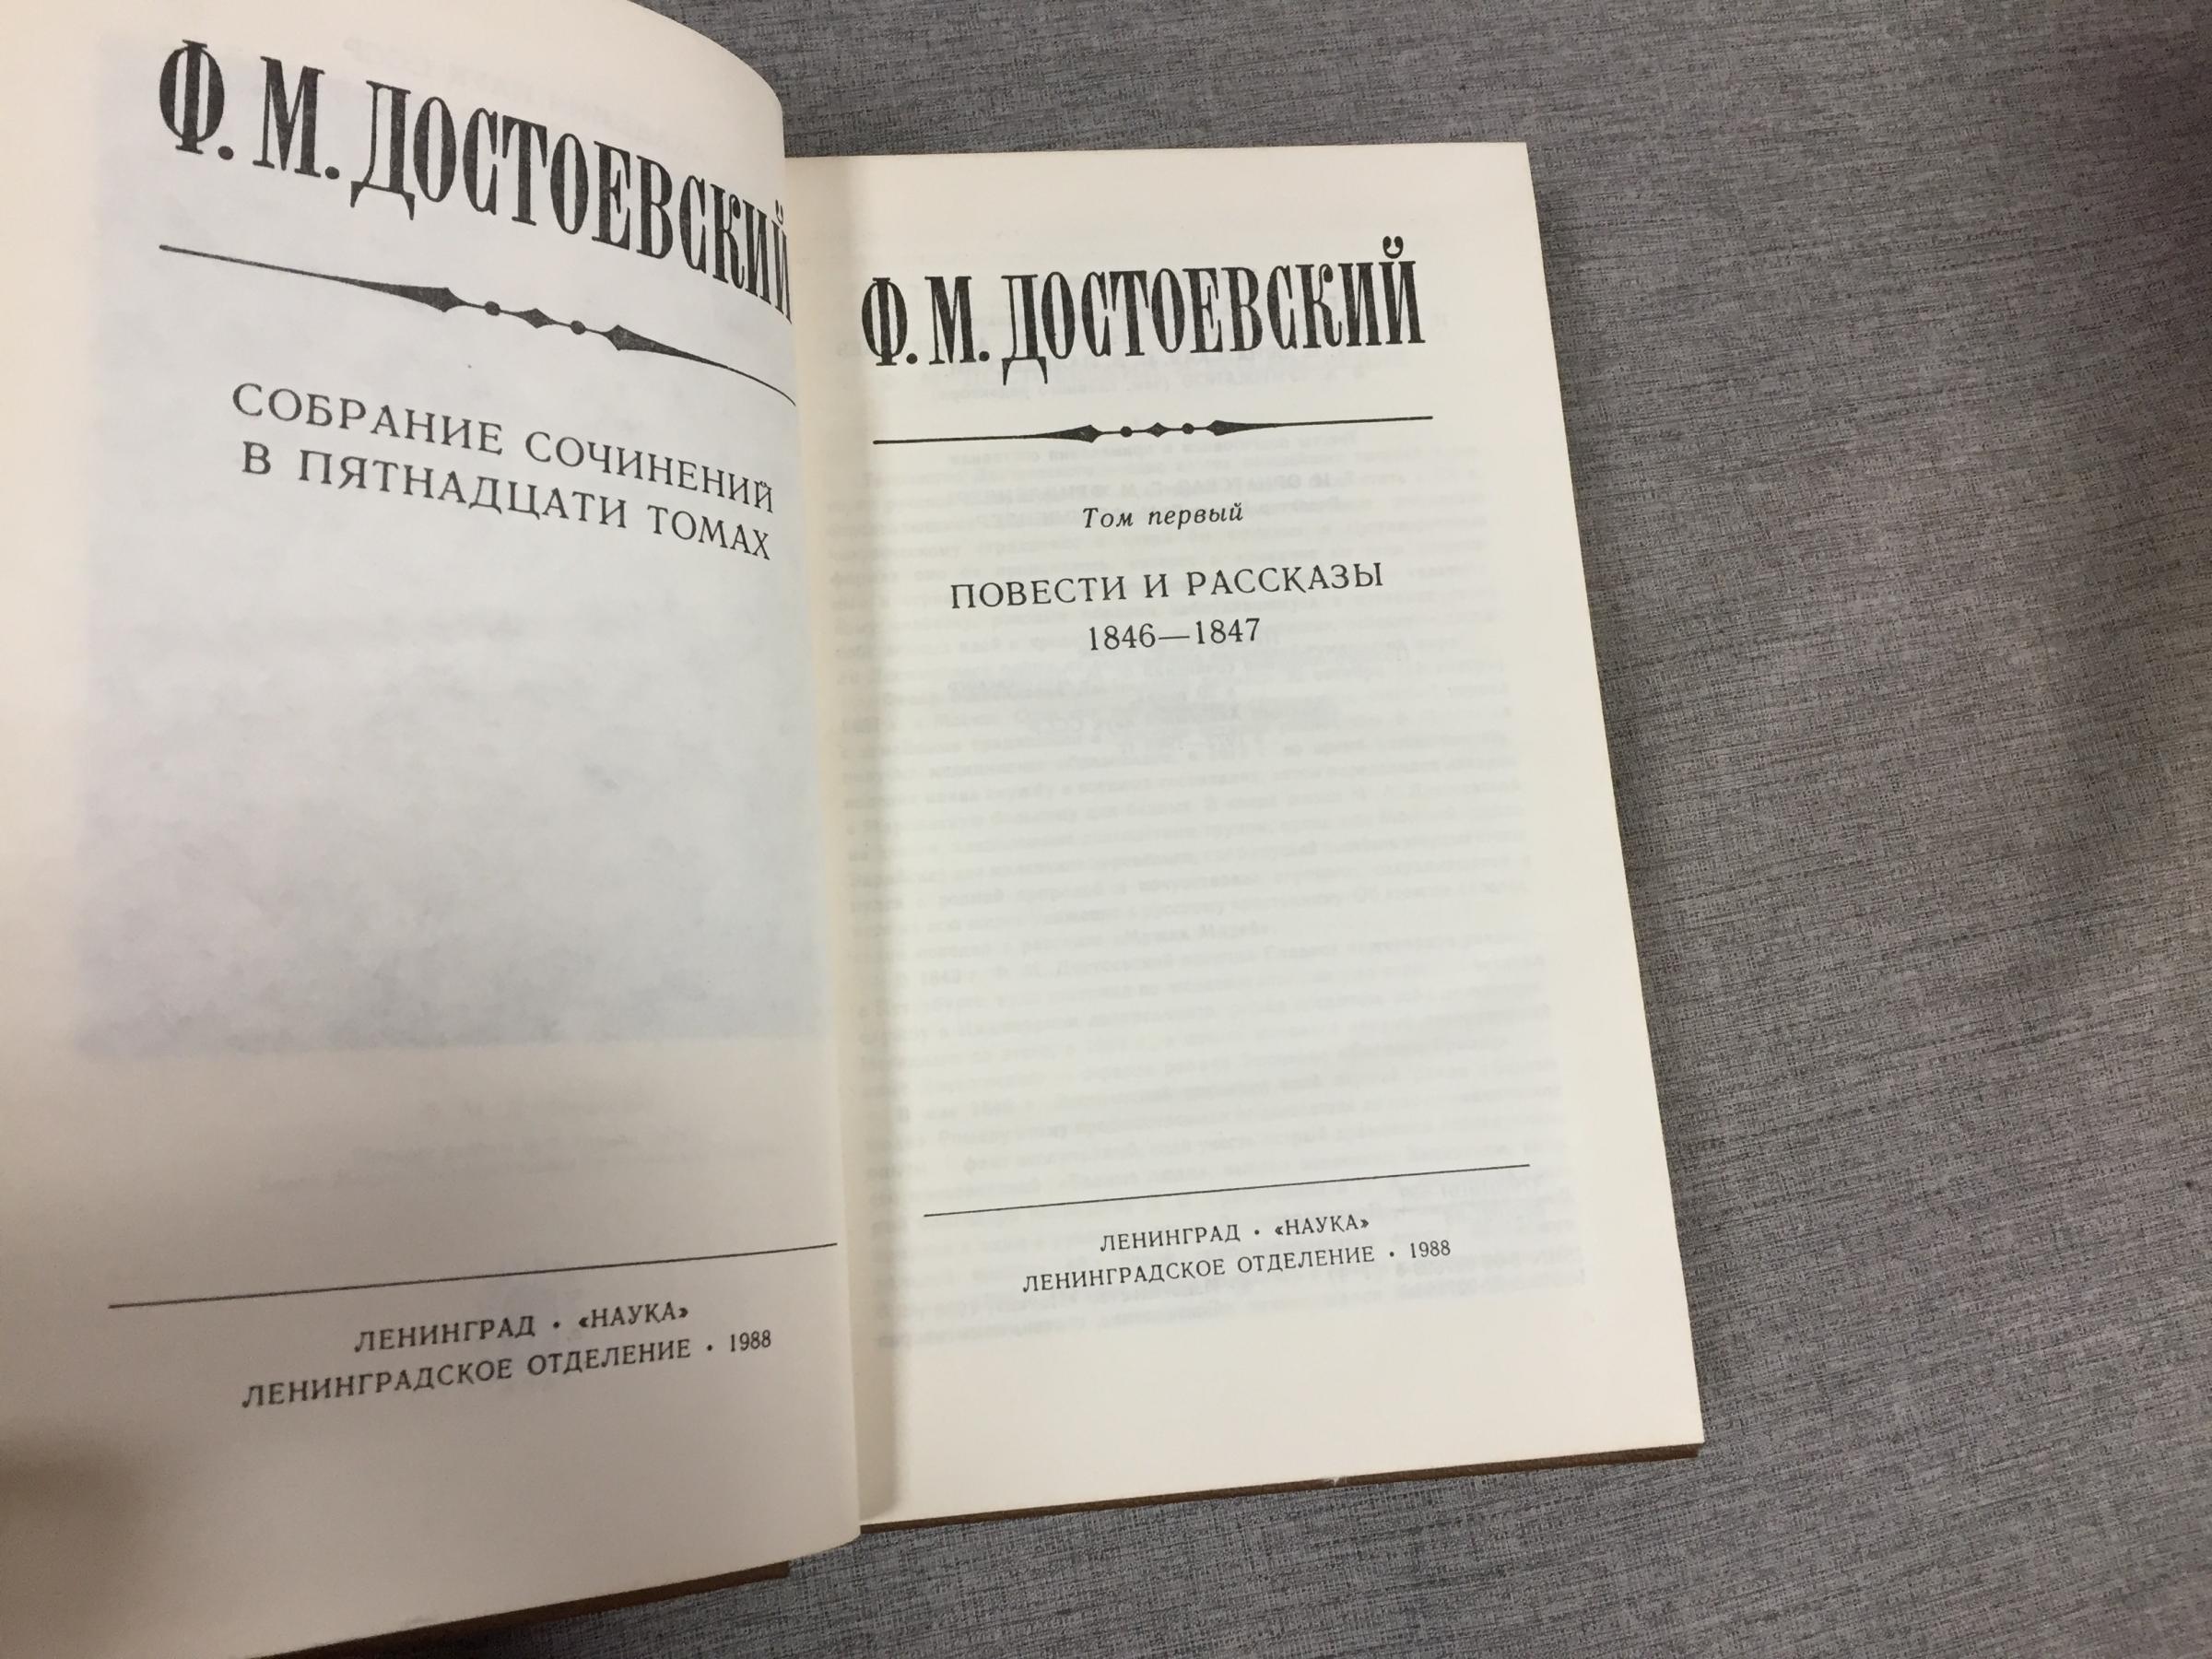 Ф. М. ДОСТОЕВСКИЙ
СОБРАНИЕ СОЧИНЕНИЙ
В ПЯТНАДЦАТИ ТОМАХ
ЛЕНИНГРАД • «НАУКА»
ЛЕНИНГРАДСКОЕ ОТДЕЛЕНИЕ • 1988
Ф. М. ДОСТОЕВСКИЙ
Том первый
ПОВЕСТИ И РАССКАЗЫ
1846—1847
ЛЕНИНГРАД • «НАУКА»
ЛЕНИНГРАДСКОЕ ОТДЕЛЕНИЕ • 1988